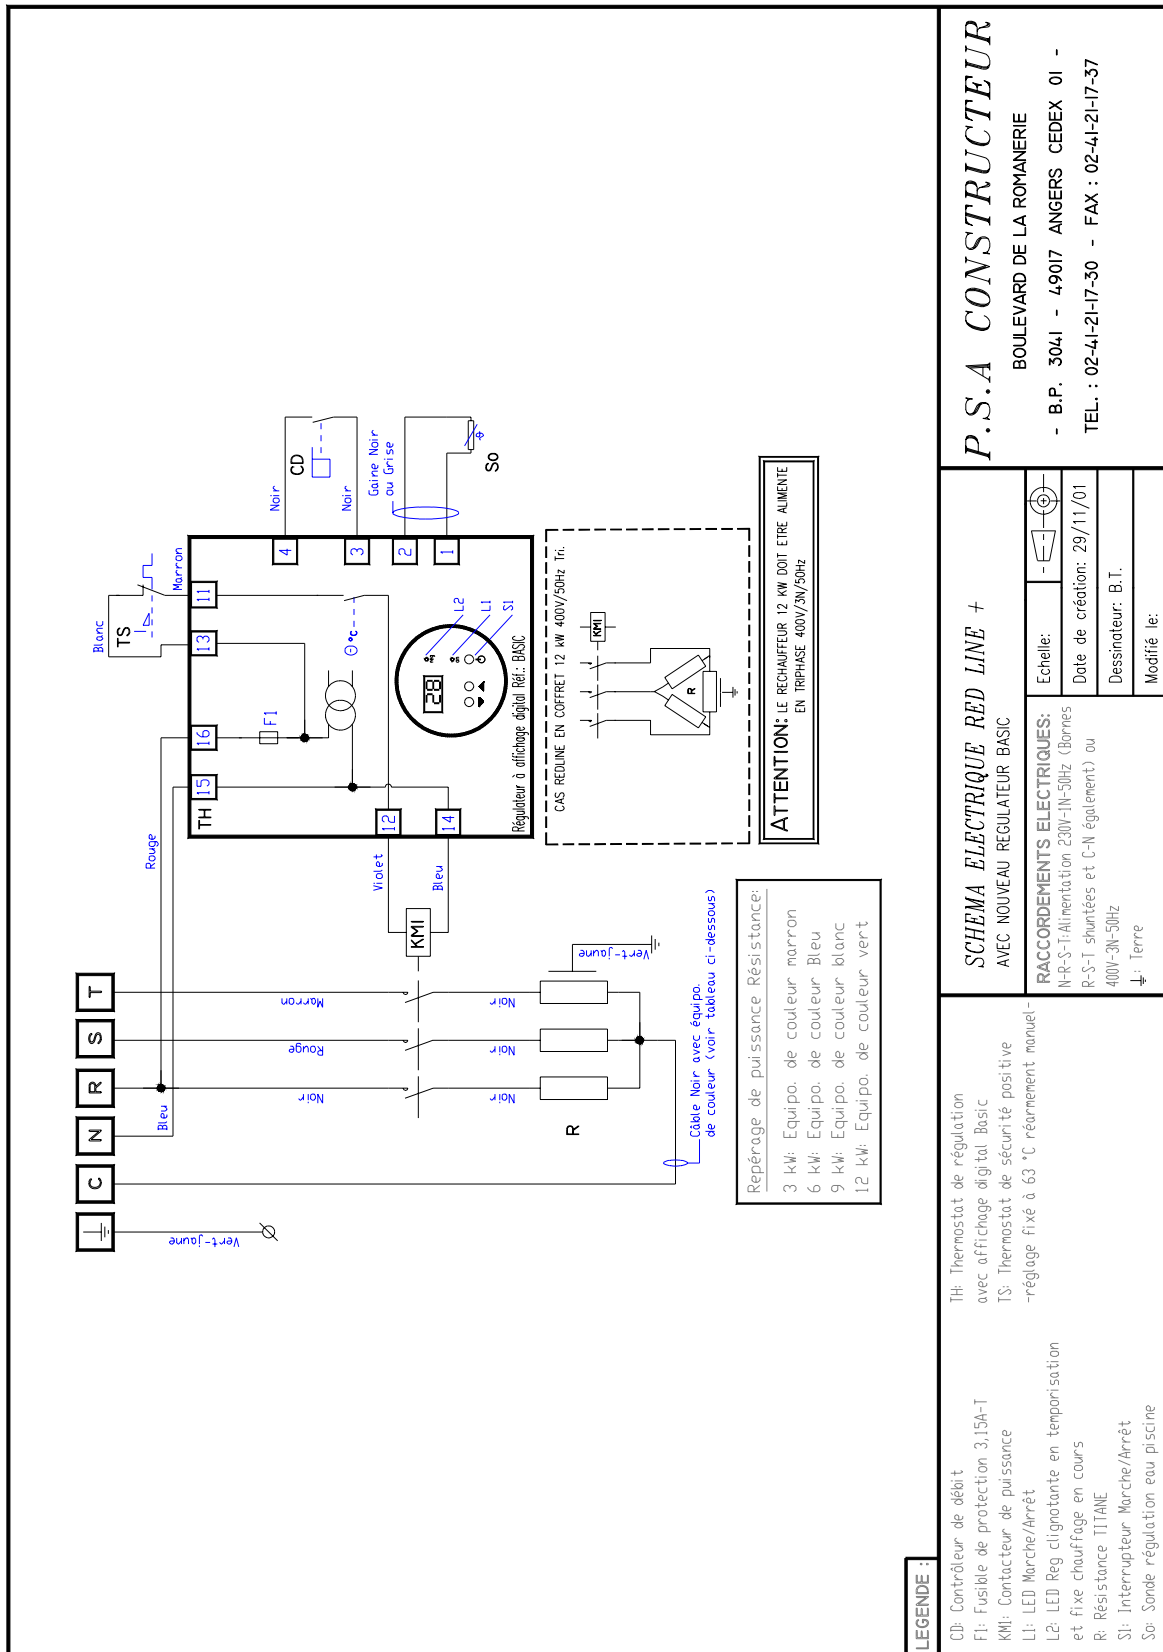 T
S
R
N
C
Vert-jaune
Bleu
Rouge
Noir
Rouge
Marron
Noir
Noir
Noir
R
Vert-jaune
KM1
Violet
Bleu
Câble Noir avec équipo.
de couleur (voir tableau ci-dessous)
Blanc
TS
Marron
TH
15
16
13
11
F1
°C
12
14
28
L2
L1
S1
Régulateur à affichage digital Réf.: BASIC
4
3
2
1
Noir
CD
Noir
Gaine Noir
ou Grise
So
CAS REDLINE EN COFFRET 12 kW 400V/50Hz Tri.
KM1
R
ATTENTION: LE RECHAUFFEUR 12 KW DOIT ETRE ALIMENTE
EN TRIPHASE 400V/3N/50Hz
Repérage de puissance Résistance:
3 kW: Equipo. de couleur marron
6 kW: Equipo. de couleur Bleu
9 kW: Equipo. de couleur blanc
12 kW: Equipo. de couleur vert
LEGENDE :
CD: Contrôleur de débit
F1: Fusible de protection 3,15A-T
KM1: Contacteur de puissance
L1: LED Marche/Arrêt
L2: LED Reg clignotante en temporisation
et fixe chauffage en cours
R: Résistance TITANE
S1: Interrupteur Marche/Arrêt
So: Sonde régulation eau piscine
TH: Thermostat de régulation
avec affichage digital Basic
TS: Thermostat de sécurité positive
-réglage fixé à 63 °C réarmement manuel-
SCHEMA ELECTRIQUE RED LINE +
AVEC NOUVEAU REGULATEUR BASIC
RACCORDEMENTS ELECTRIQUES:
N-R-S-T:Alimentation 230V-1N-50Hz (Bornes
R-S-T shuntées et C-N également) ou
400V-3N-50Hz
: Terre
Echelle:
Date de création: 29/11/01
Dessinateur: B.T.
Modifié le:
P.S.A CONSTRUCTEUR
BOULEVARD DE LA ROMANERIE
- B.P. 3041 - 49017 ANGERS CEDEX 01 -
TEL. : 02-41-21-17-30 - FAX : 02-41-21-17-37